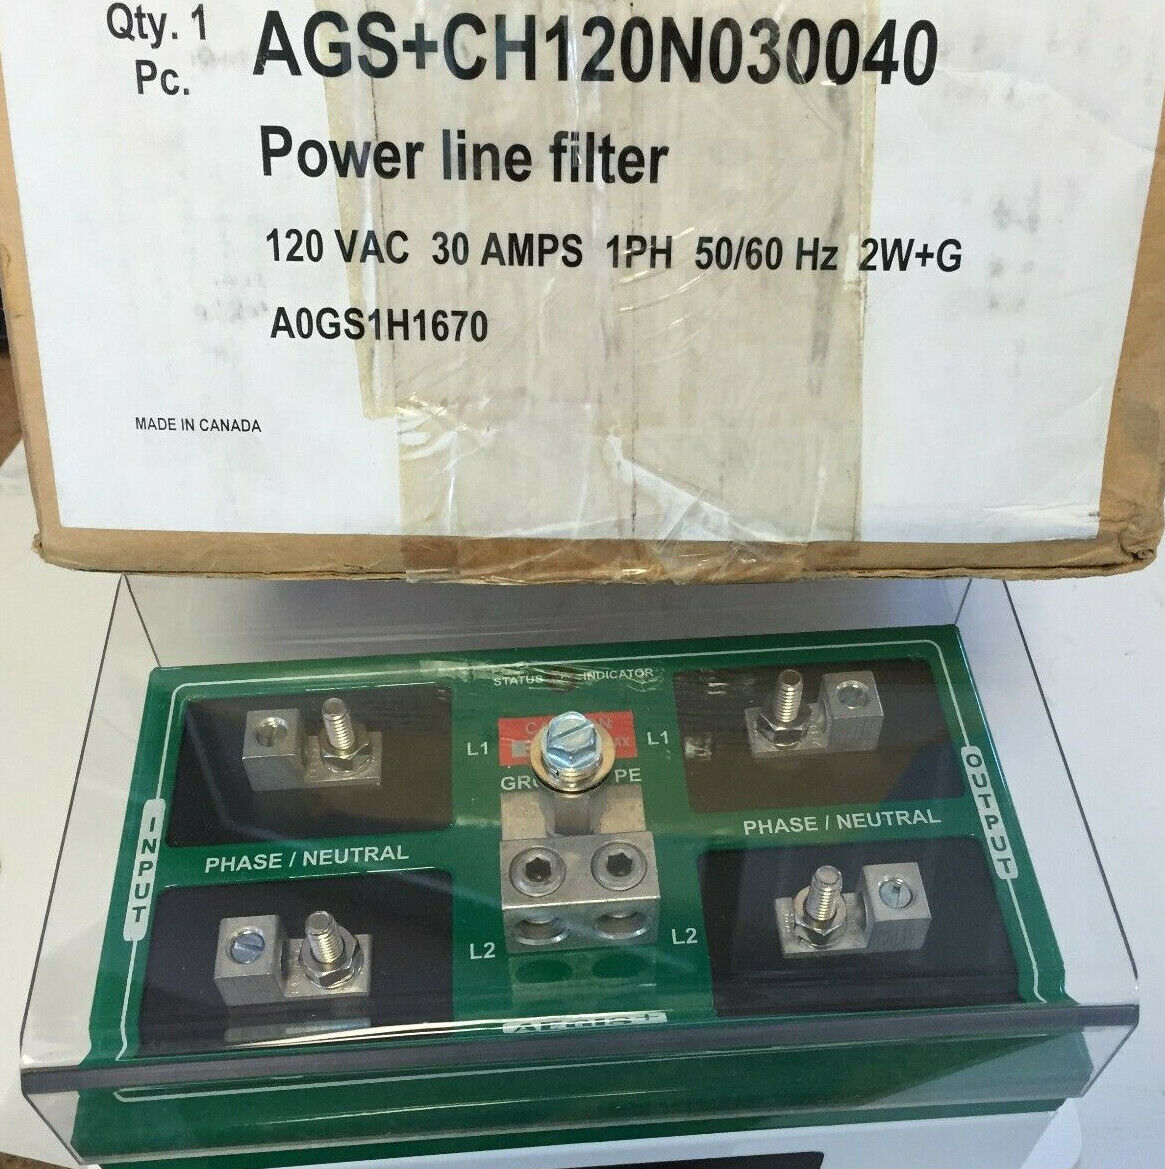 Qty. 1
Pc.
AGS+CH120N030040
Power line filter
120 VAC 30 AMPS 1PH 50/60 Hz 2W+G
A0GS1H1670
MADE IN CANADA
STATUS INDICATOR
L1
L1
PE
INPUT
OUTPUT
PHASE / NEUTRAL
PHASE / NEUTRAL
L2
L2